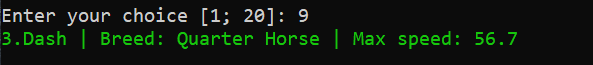 Enter your choice [1; 20]: 9
3.Dash | Breed: Quarter Horse | Max speed: 56.7